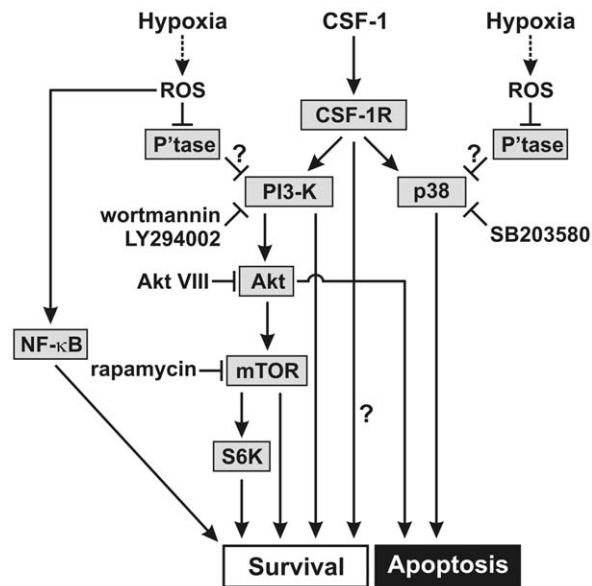 Hypoxia
CSF-1
Hypoxia
ROS
ROS
CSF-1R
P'tase
P'tase
?
?
PI3-K
p38
wortmannin
LY294002
SB203580
Akt VIII
Akt
NF-κB
rapamycin
mTOR
?
S6K
Survival
Apoptosis